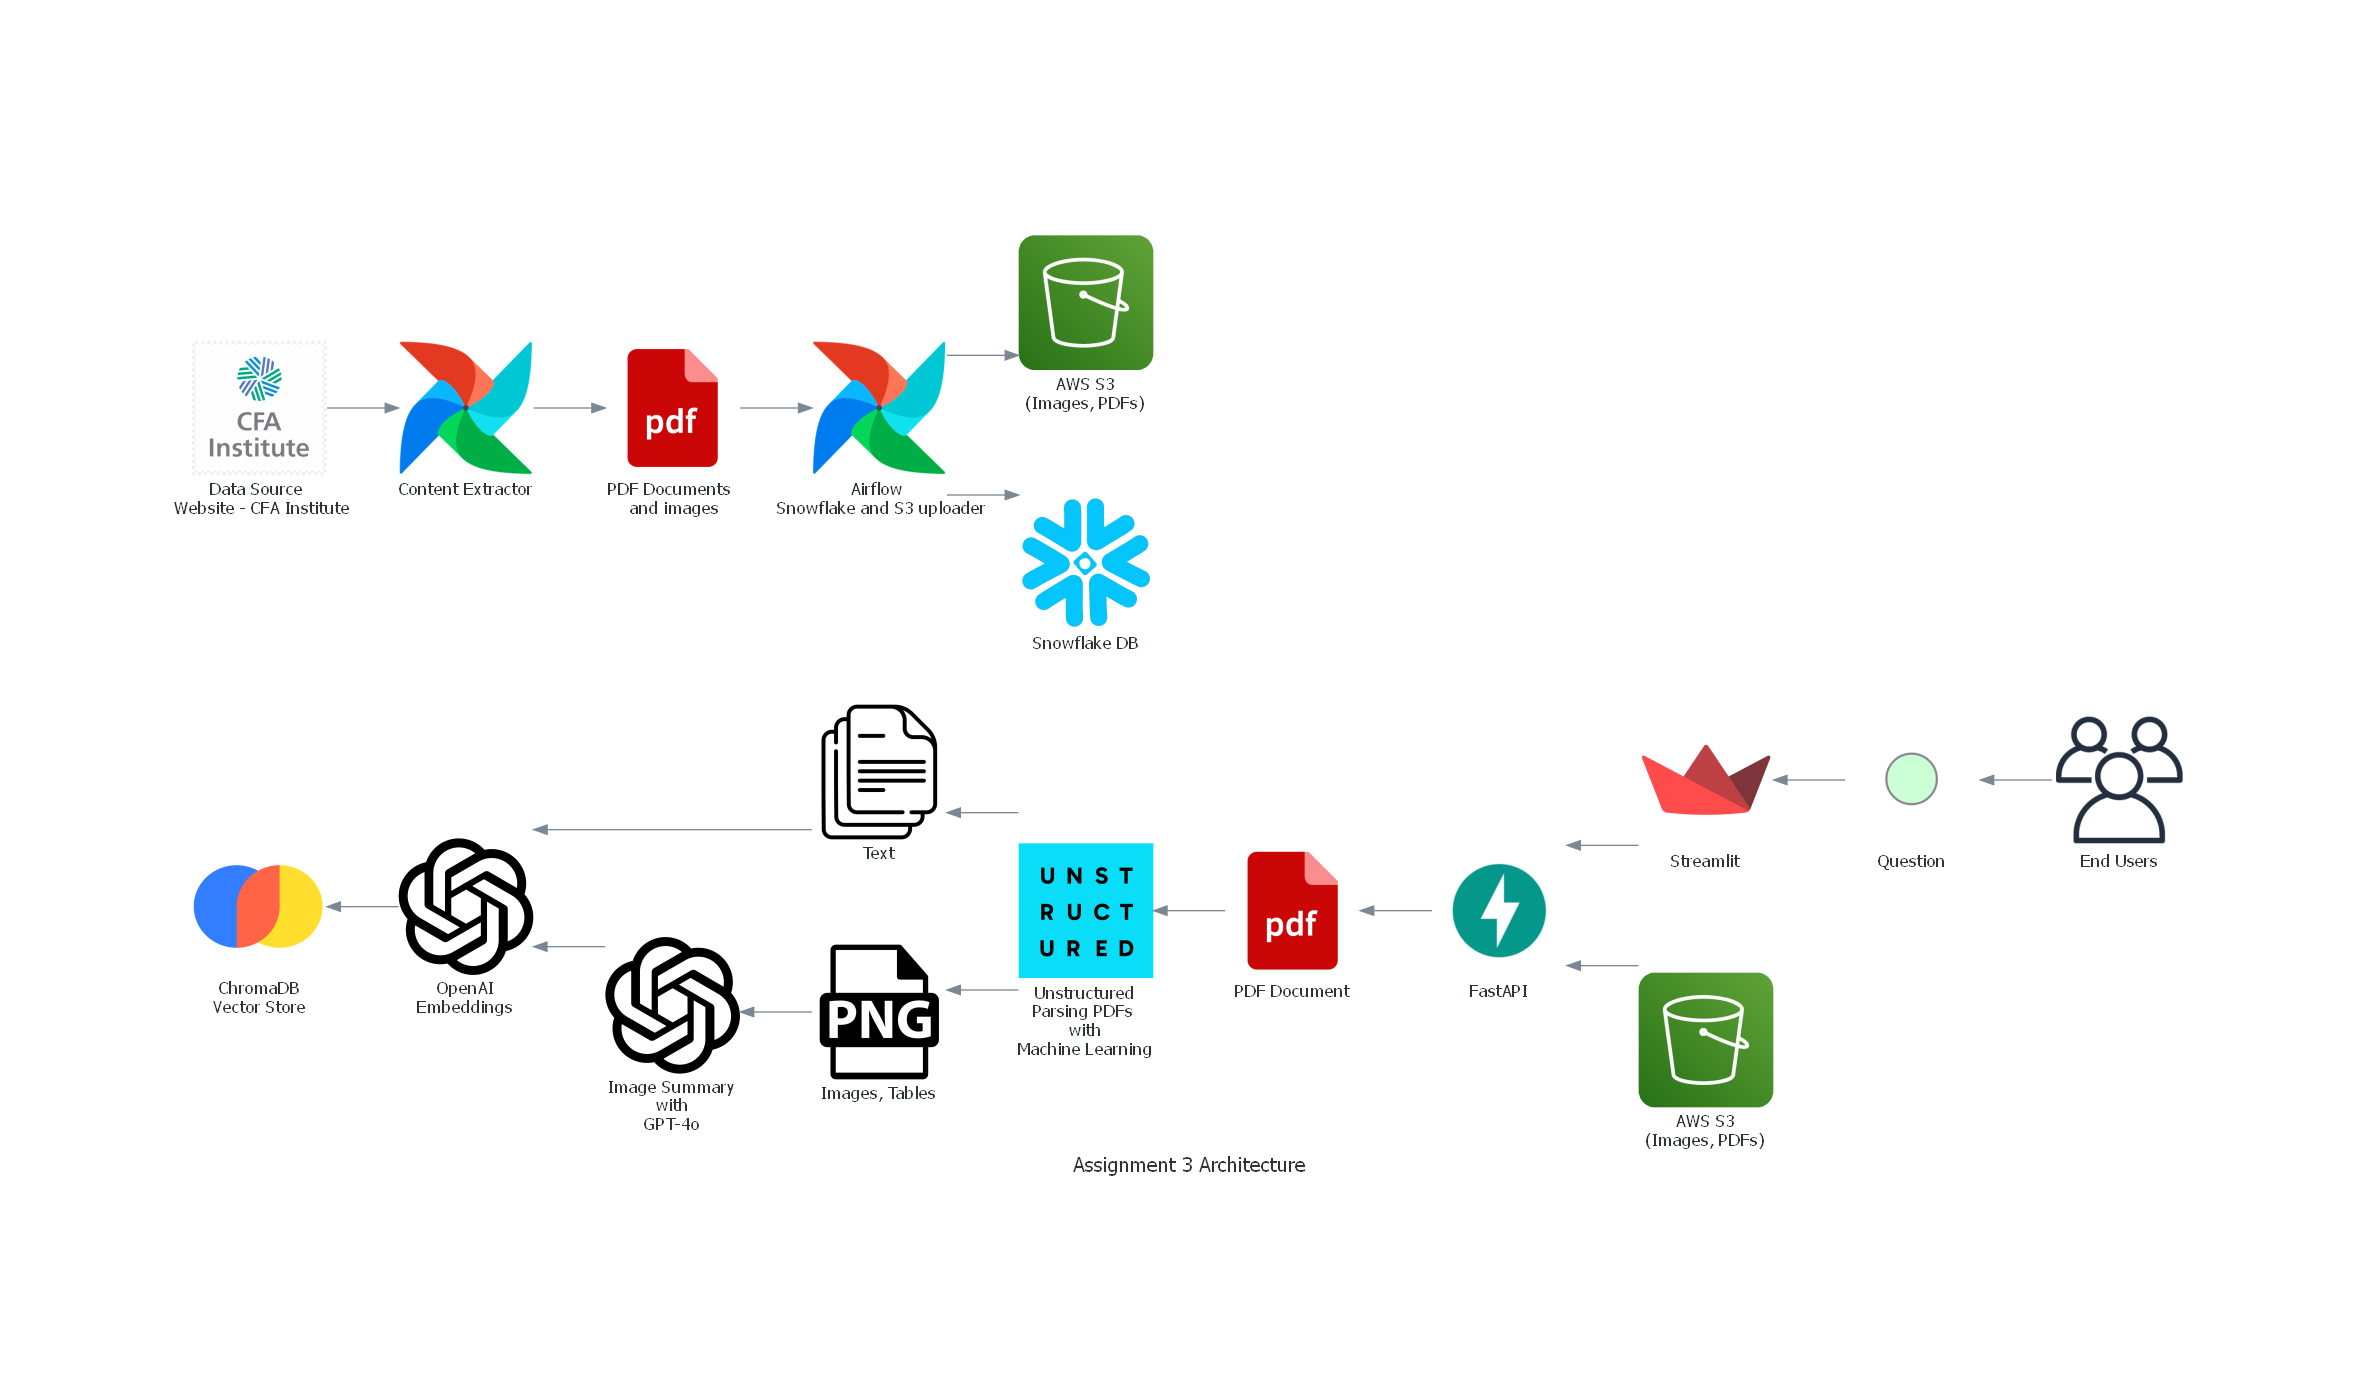 CFA
Institute
Data Source
Website - CFA Institute
Content Extractor
pdf
PDF Documents
and images
Airflow
Snowflake and S3 uploader
AWS S3
(Images, PDFs)
Snowflake DB
Text
UNST
RUCT
URED
Unstructured
Parsing PDFs
with
Machine Learning
pdf
PDF Document
FastAPI
Streamlit
Question
End Users
AWS S3
(Images, PDFs)
PNG
Images, Tables
Image Summary
with
GPT-4o
OpenAI
Embeddings
ChromaDB
Vector Store
Assignment 3 Architecture